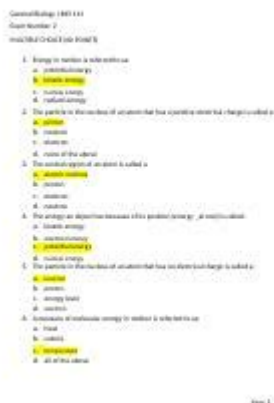 General Biology (BIO 111)
Exam Number 2
MULTIPLE CHOICE (60 POINTS)
1. Energy in motion is referred to as:
a. potential energy
b. kinetic energy
c. nuclear energy
d. radiant energy
2. The particle in the nucleus of an atom that has a positive electrical charge is called a
a. proton
b. neutron
c. electron
d. none of the above
3. The central region of an atom is called a
a. atomic nucleus
b. proton
c.
d. neutron
4. The energy an object has because of its position (energy at rest) is called:
a. kinetic energy
b.
c. potential energy
d. nuclear energy
5. The particle in the nucleus of an atom that has no electrical charge is called a:
a. neutron
b. proton
c. energy level
d. electron
6. A measure of molecular energy in motion is referred to as:
a. Heat
b.
c. temperature
d. all of the above